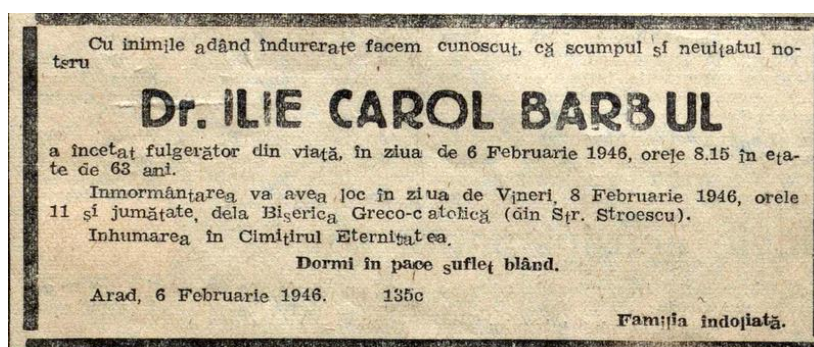 Cu inimile adând îndurerate facem cunoscut, că scumpul și neuitatul no-
tsru
Dr. ILIE CAROL BARBUL
a încetat fulgerător din viață, în ziua de 6 Februarie 1946, orele 8.15 în eta-
te de 63 ani.
Inmormântarea va avea loc în ziua de Vineri, 8 Februarie 1946, orele
11 și jumătate, dela Biserica Greco-catolică (din Str. Stroescu).
Inhumarea în Cimitirul Eternitatea.
Dormi în pace suflet blând.
Arad, 6 Februarie 1946. 135c
Familia îndoliată.